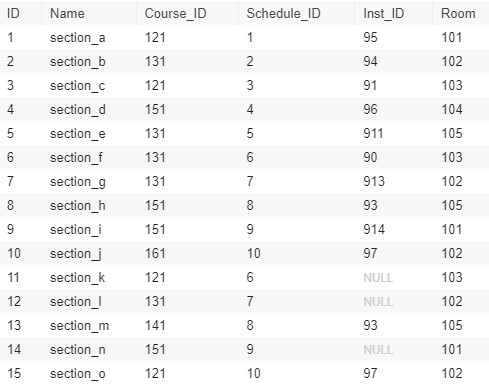 ID Name Course_ID Schedule_ID Inst_ID Room
1 section_a 121 1 95 101
2 section_b 131 2 94 102
3 section_c 121 3 91 103
4 section_d 151 4 96 104
5 section_e 131 5 911 105
6 section_f 131 6 90 103
7 section_g 131 7 913 102
8 section_h 151 8 93 105
9 section_i 151 9 914 101
10 section_j 161 10 97 102
11 section_k 121 6 NULL 103
12 section_l 131 7 NULL 102
13 section_m 141 8 93 105
14 section_n 151 9 NULL 101
15 section_o 121 10 97 102